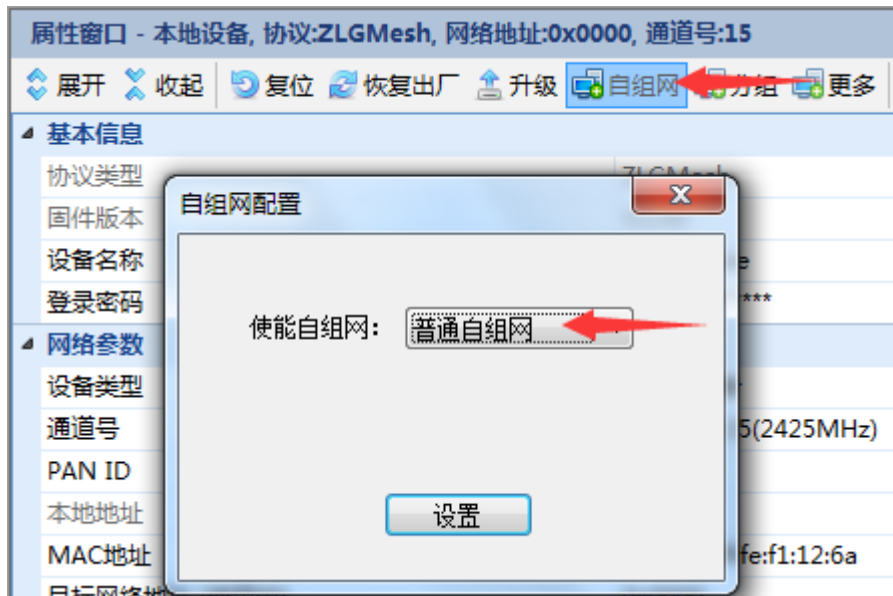 属性窗口 - 本地设备, 协议:ZLGMesh, 网络地址:0x0000, 通道号:15
展开 收起 复位 恢复出厂 升级 自组网 分组 更多
基本信息
协议类型 ZLGMesh
固件版本
设备名称 e
登录密码 ***
自组网配置
使能自组网: 普通自组网
设置
网络参数
设备类型
通道号 5(2425MHz)
PAN ID
本地地址
MAC地址 fe:f1:12:6a